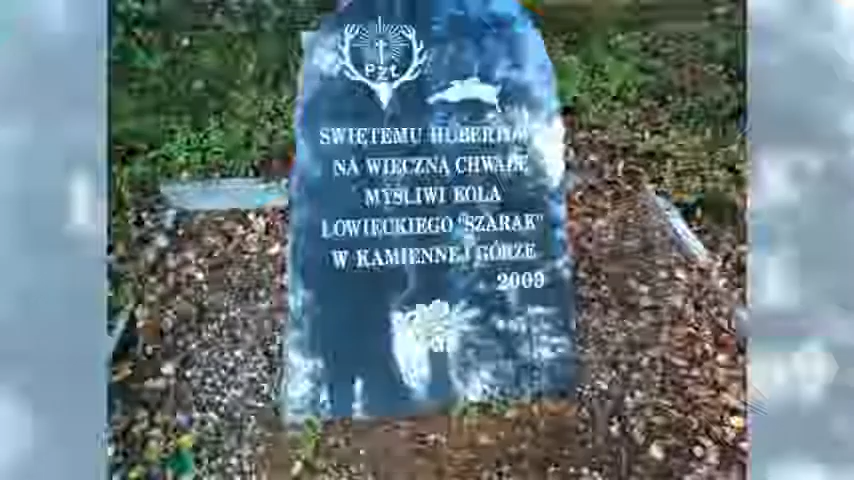 PZŁ
ŚWIĘTEMU HUBERTOWI
NA WIECZNĄ CHWAŁĘ
MYŚLIWI KOŁA
ŁOWIECKIEGO "SZARAK"
W KAMIENNEJ GÓRZE
2009